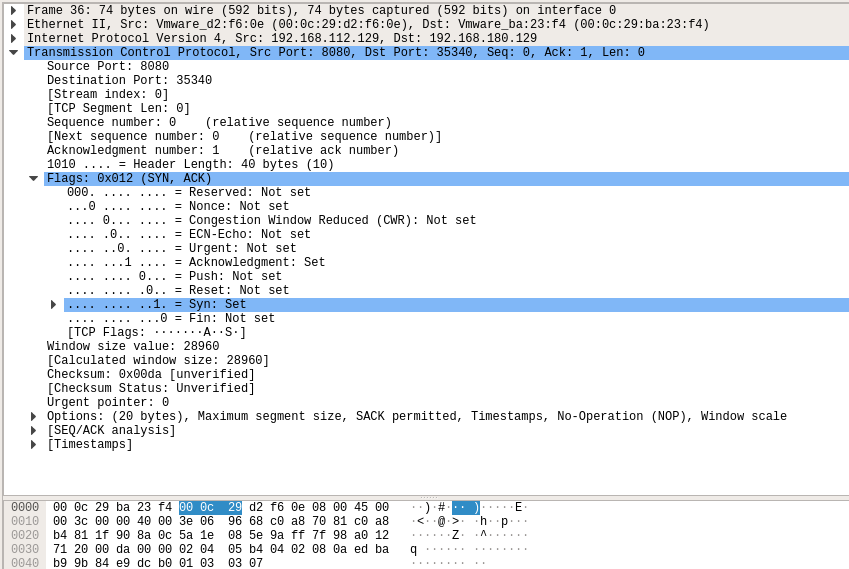 Frame 36: 74 bytes on wire (592 bits), 74 bytes captured (592 bits) on interface 0
Ethernet II, Src: Vmware_d2:f6:0e (00:0c:29:d2:f6:0e), Dst: Vmware_ba:23:f4 (00:0c:29:ba:23:f4)
Internet Protocol Version 4, Src: 192.168.112.129, Dst: 192.168.180.129
Transmission Control Protocol, Src Port: 8080, Dst Port: 35340, Seq: 0, Ack: 1, Len: 0
Source Port: 8080
Destination Port: 35340
[Stream index: 0]
[TCP Segment Len: 0]
Sequence number: 0    (relative sequence number)
[Next sequence number: 0    (relative sequence number)]
Acknowledgment number: 1    (relative ack number)
1010 .... = Header Length: 40 bytes (10)
Flags: 0x012 (SYN, ACK)
000. .... .... = Reserved: Not set
...0 .... .... = Nonce: Not set
.... 0... .... = Congestion Window Reduced (CWR): Not set
.... .0.. .... = ECN-Echo: Not set
.... ..0. .... = Urgent: Not set
.... ...1 .... = Acknowledgment: Set
.... .... 0... = Push: Not set
.... .... .0.. = Reset: Not set
.... .... ..1. = Syn: Set
.... .... ...0 = Fin: Not set
[TCP Flags: ·······A··S·]
Window size value: 28960
[Calculated window size: 28960]
Checksum: 0x00da [unverified]
[Checksum Status: Unverified]
Urgent pointer: 0
Options: (20 bytes), Maximum segment size, SACK permitted, Timestamps, No-Operation (NOP), Window scale
[SEQ/ACK analysis]
[Timestamps]
0000  00 0c 29 ba 23 f4 00 0c  29 d2 f6 0e 08 00 45 00   ··)·#··· )·····E·
0010  00 3c 00 00 40 00 3e 06  96 68 c0 a8 70 81 c0 a8   ·<··@·>· ·h··p···
0020  b4 81 1f 90 8a 0c 5a 1e  08 5e 9a ff 7f 98 a0 12   ······Z· ·^······
0030  71 20 00 da 00 00 02 04  05 b4 04 02 08 0a ed ba   q ······ ········
0040  b9 9b 84 e9 dc b0 01 03  03 07                     ········ ··